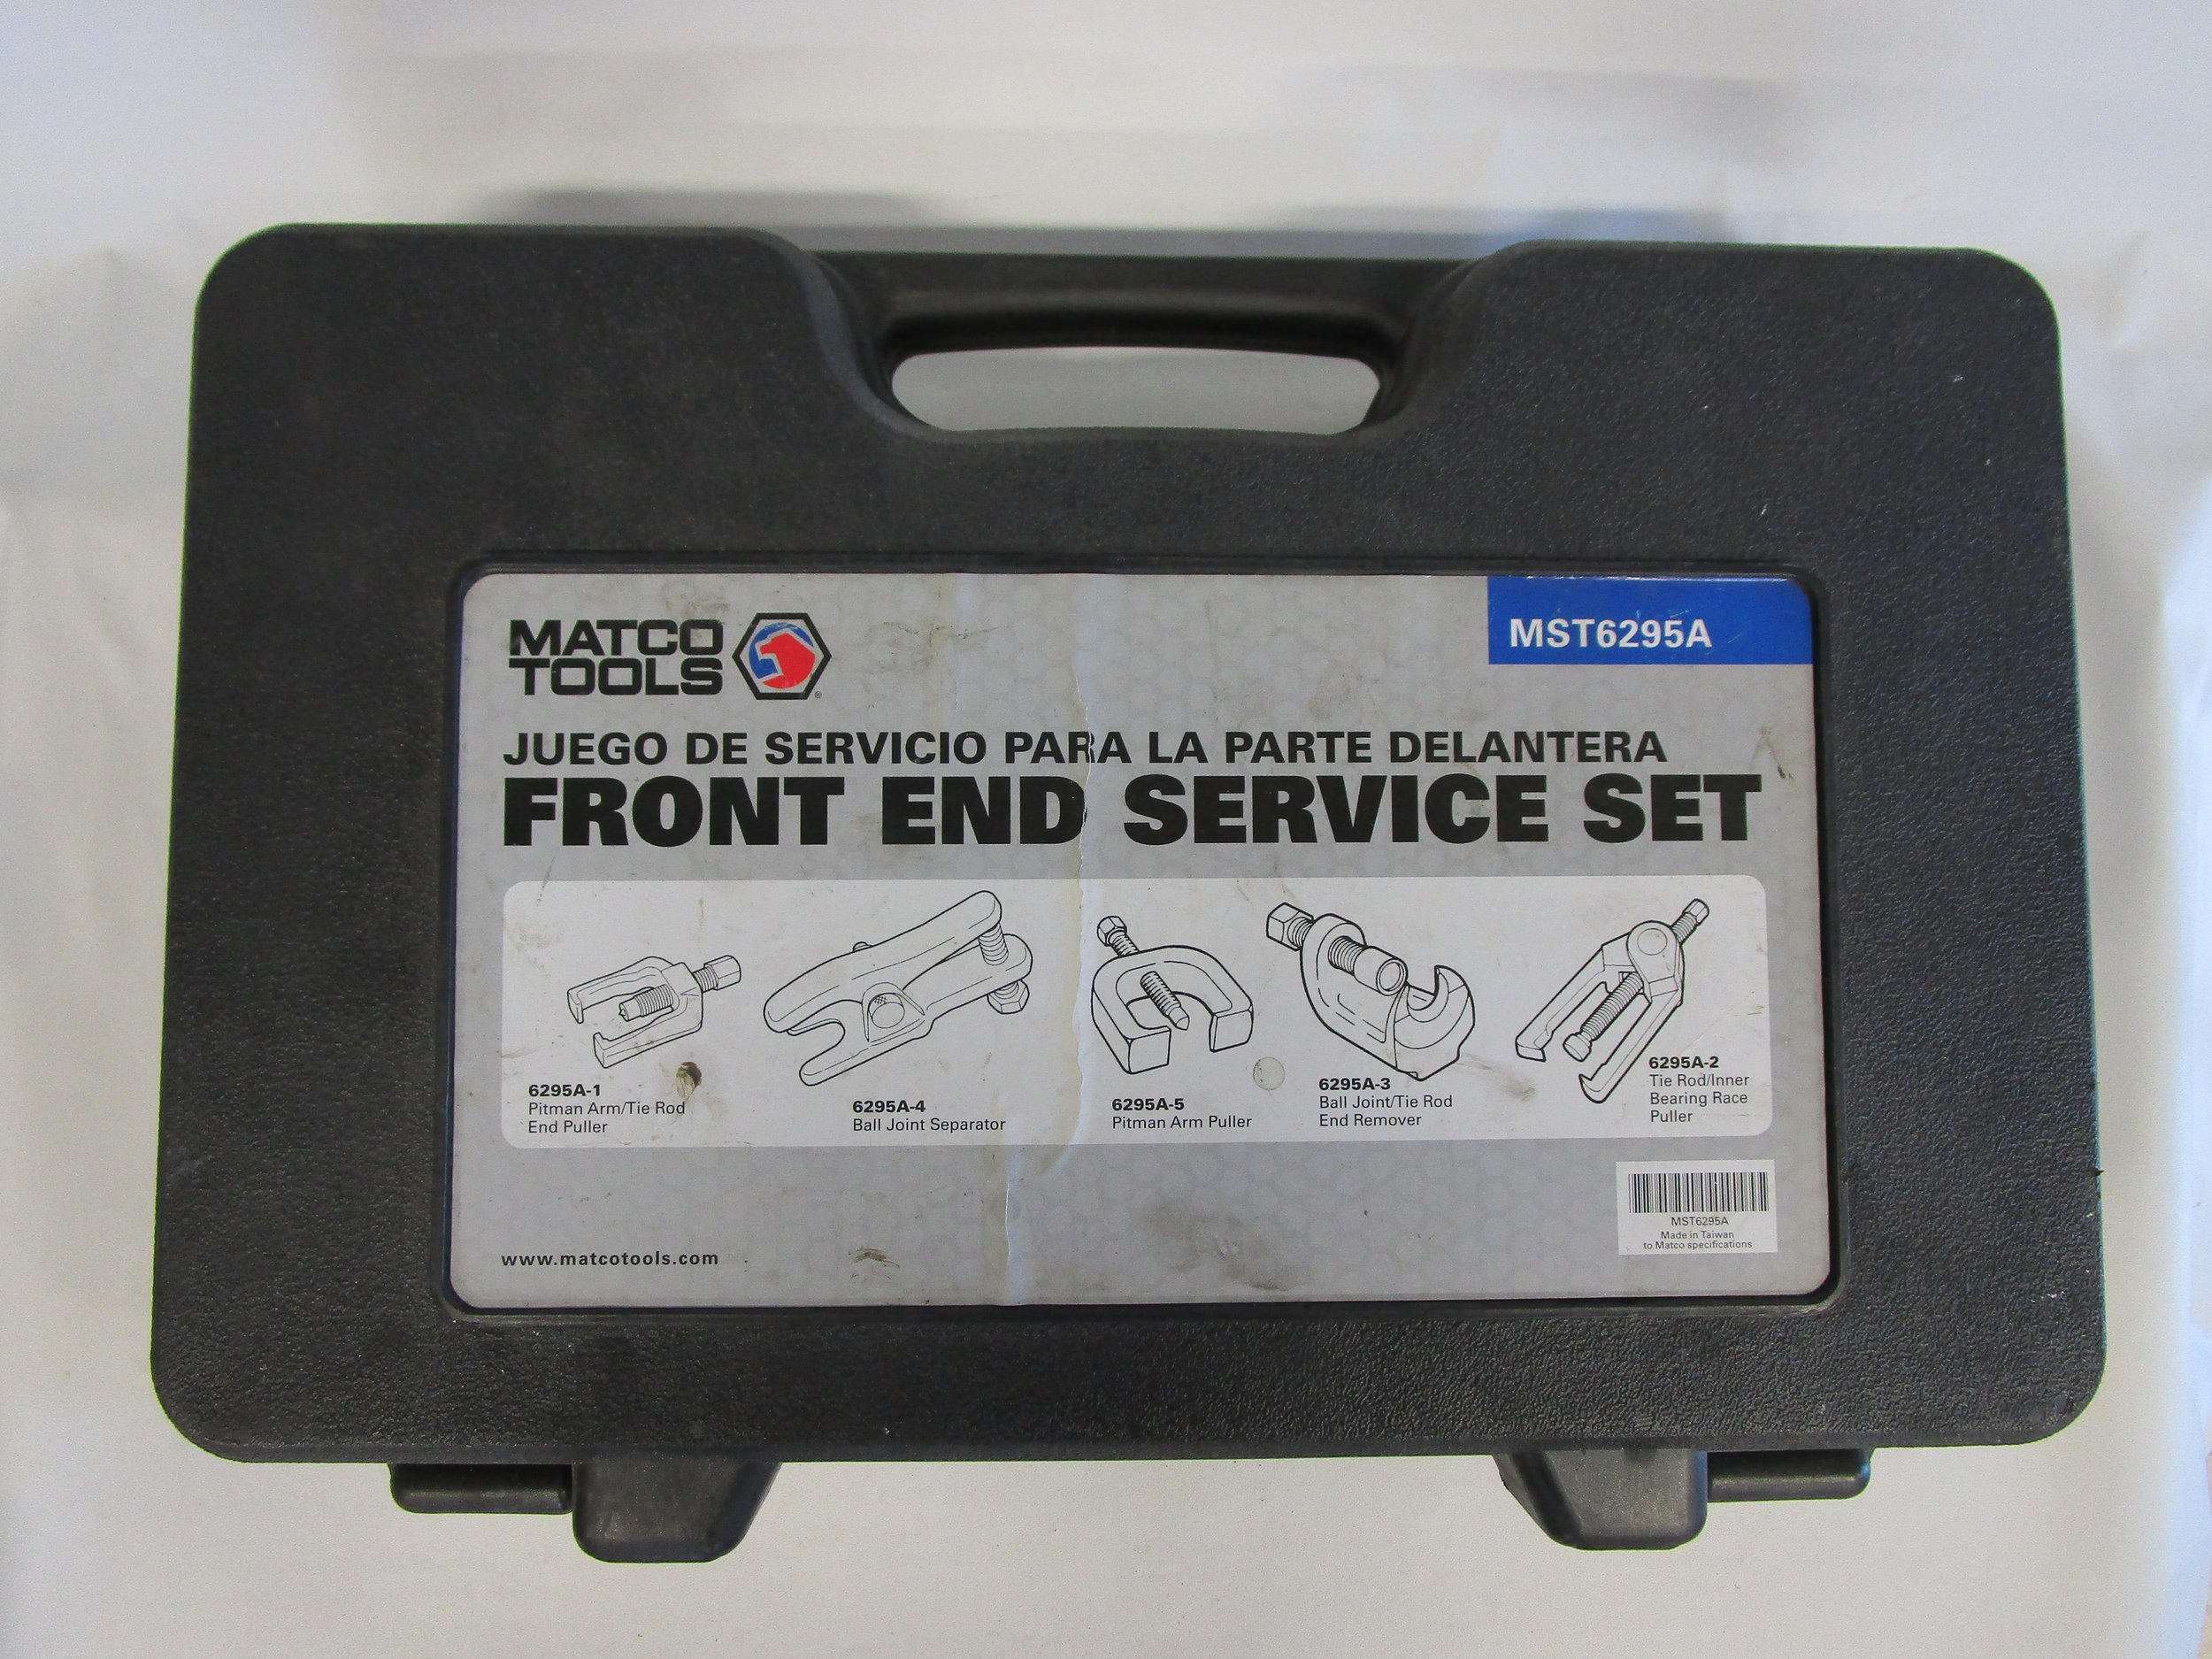 MATCO
TOOLS
®
MST6295A
JUEGO DE SERVICIO PARA LA PARTE DELANTERA
FRONT END SERVICE SET
6295A-1
Pitman Arm/Tie Rod
End Puller
6295A-4
Ball Joint Separator
6295A-5
Pitman Arm Puller
6295A-3
Ball Joint/Tie Rod
End Remover
6295A-2
Tie Rod/Inner
Bearing Race
Puller
MST6295A
Made in Taiwan
to Matco specifications
www.matcotools.com